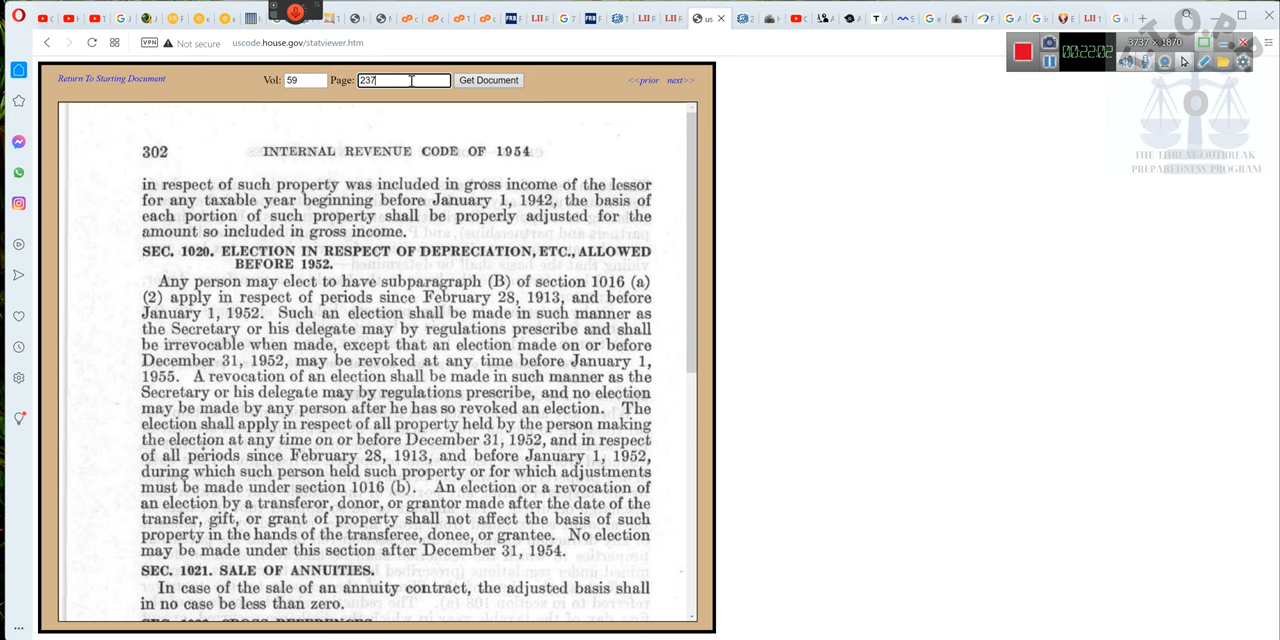 VPN Not secure uscode.house.gov/statviewer.htm
3737 × 1870
00:22:02
Return To Starting Document Vol: 59 Page: 237 Get Document <<prior next>>
302 INTERNAL REVENUE CODE OF 1954
in respect of such property was included in gross income of the lessor
for any taxable year beginning before January 1, 1942, the basis of
each portion of such property shall be properly adjusted for the
amount so included in gross income.
SEC. 1020. ELECTION IN RESPECT OF DEPRECIATION, ETC., ALLOWED
BEFORE 1952.
Any person may elect to have subparagraph (B) of section 1016 (a)
(2) apply in respect of periods since February 28, 1913, and before
January 1, 1952. Such an election shall be made in such manner as
the Secretary or his delegate may by regulations prescribe and shall
be irrevocable when made, except that an election made on or before
December 31, 1952, may be revoked at any time before January 1,
1955. A revocation of an election shall be made in such manner as the
Secretary or his delegate may by regulations prescribe, and no election
may be made by any person after he has so revoked an election. The
election shall apply in respect of all property held by the person making
the election at any time on or before December 31, 1952, and in respect
of all periods since February 28, 1913, and before January 1, 1952,
during which such person held such property or for which adjustments
must be made under section 1016 (b). An election or a revocation of
an election by a transferor, donor, or grantor made after the date of the
transfer, gift, or grant of property shall not affect the basis of such
property in the hands of the transferee, donee, or grantee. No election
may be made under this section after December 31, 1954.
SEC. 1021. SALE OF ANNUITIES.
In case of the sale of an annuity contract, the adjusted basis shall
in no case be less than zero.
THE THREAT OUTBREAK
PREPAREDNESS PROGRAM